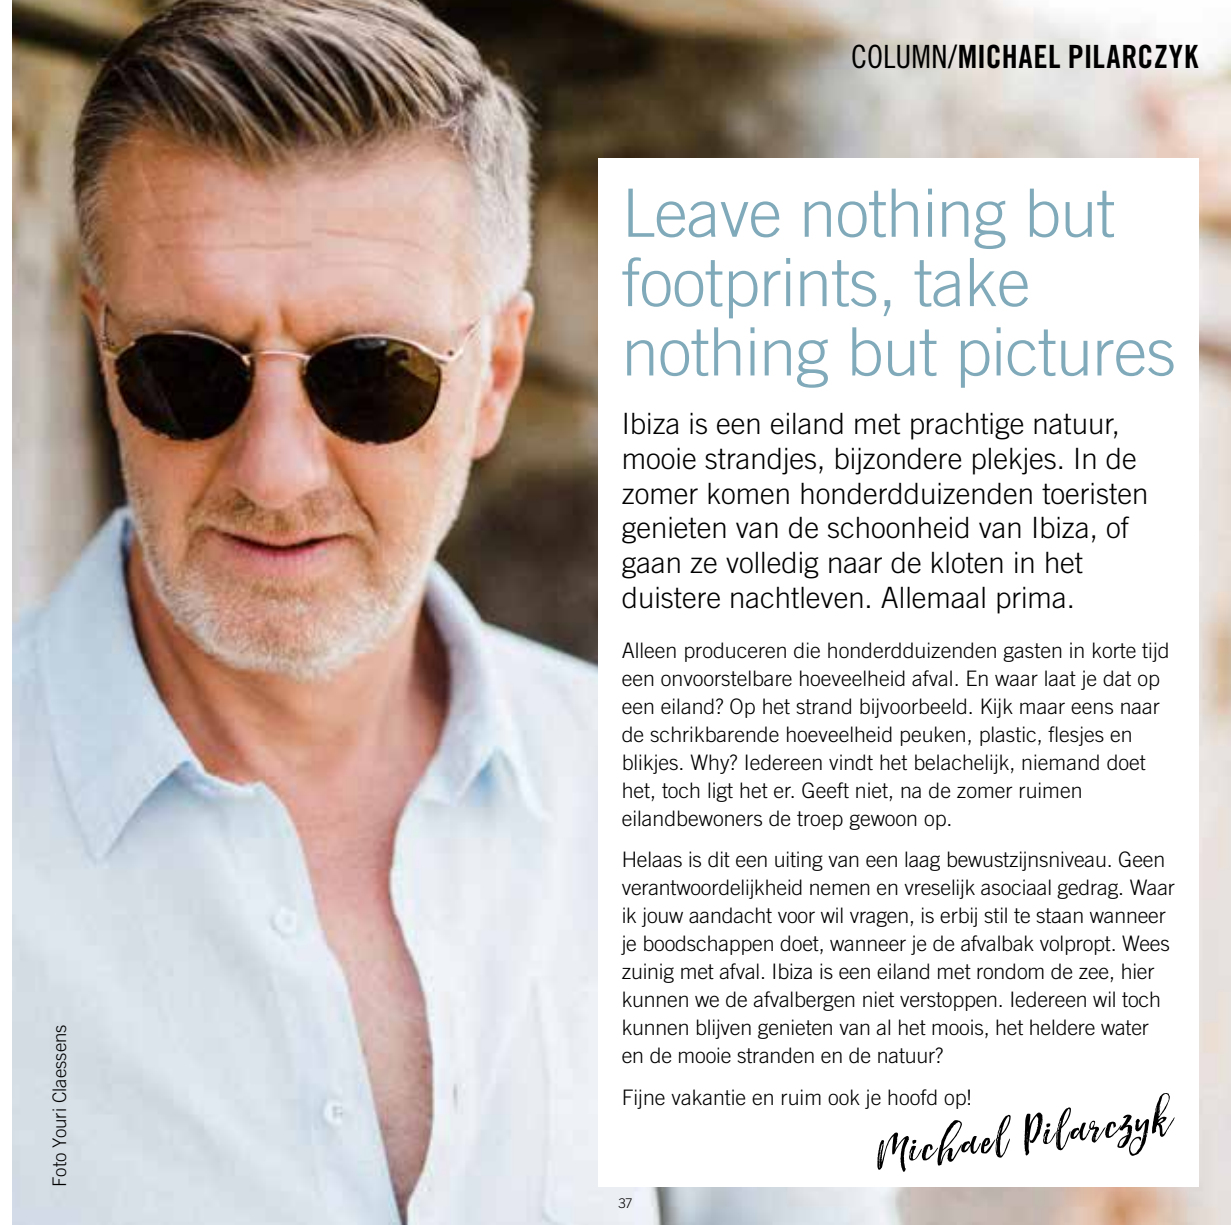 COLUMN/MICHAEL PILARCZYK
Leave nothing but
footprints, take
nothing but pictures
Ibiza is een eiland met prachtige natuur,
mooie strandjes, bijzondere plekjes. In de
zomer komen honderdduizenden toeristen
genieten van de schoonheid van Ibiza, of
gaan ze volledig naar de kloten in het
duistere nachtleven. Allemaal prima.
Alleen produceren die honderdduizenden gasten in korte tijd
een onvoorstelbare hoeveelheid afval. En waar laat je dat op
een eiland? Op het strand bijvoorbeeld. Kijk maar eens naar
de schrikbarende hoeveelheid peuken, plastic, flesjes en
blikjes. Why? Iedereen vindt het belachelijk, niemand doet
het, toch ligt het er. Geeft niet, na de zomer ruimen
eilandbewoners de troep gewoon op.
Helaas is dit een uiting van een laag bewustzijnsniveau. Geen
verantwoordelijkheid nemen en vreselijk asociaal gedrag. Waar
ik jouw aandacht voor wil vragen, is erbij stil te staan wanneer
je boodschappen doet, wanneer je de afvalbak volpropt. Wees
zuinig met afval. Ibiza is een eiland met rondom de zee, hier
kunnen we de afvalbergen niet verstoppen. Iedereen wil toch
kunnen blijven genieten van al het moois, het heldere water
en de mooie stranden en de natuur?
Fijne vakantie en ruim ook je hoofd op!
Michael Pilarczyk
Foto Youri Claessens
37